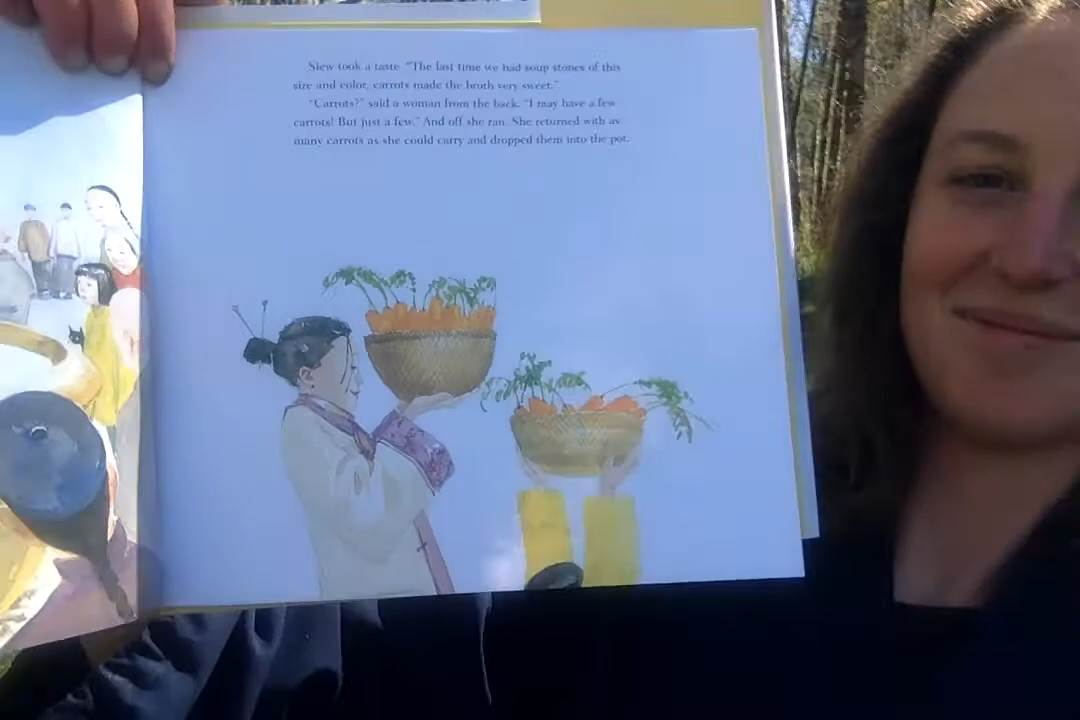 Siew took a taste. "The last time we had soup stones of this
size and color, carrots made the broth very sweet."
"Carrots?" said a woman from the back. "I may have a few
carrots! But just a few." And off she ran. She returned with as
many carrots as she could carry and dropped them into the pot.